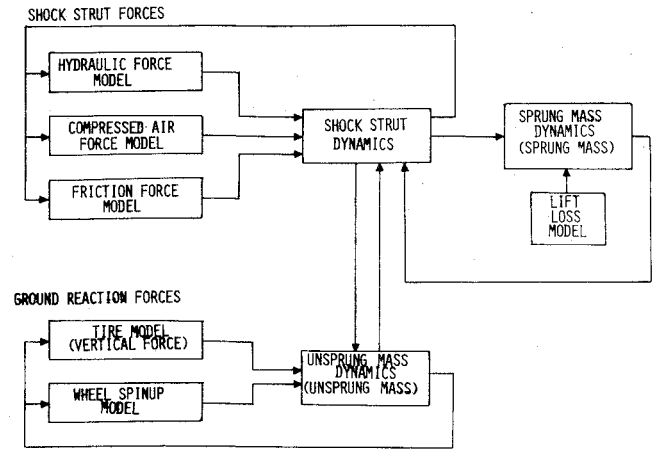 SHOCK STRUT FORCES
HYDRAULIC FORCE
MODEL
COMPRESSED AIR
FORCE MODEL
FRICTION FORCE
MODEL
SHOCK STRUT
DYNAMICS
SPRUNG MASS
DYNAMICS
(SPRUNG MASS)
LIFT
LOSS
MODEL
GROUND REACTION FORCES
TIRE MODEL
(VERTICAL FORCE)
WHEEL SPINUP
MODEL
UNSPRUNG MASS
DYNAMICS
(UNSPRUNG MASS)